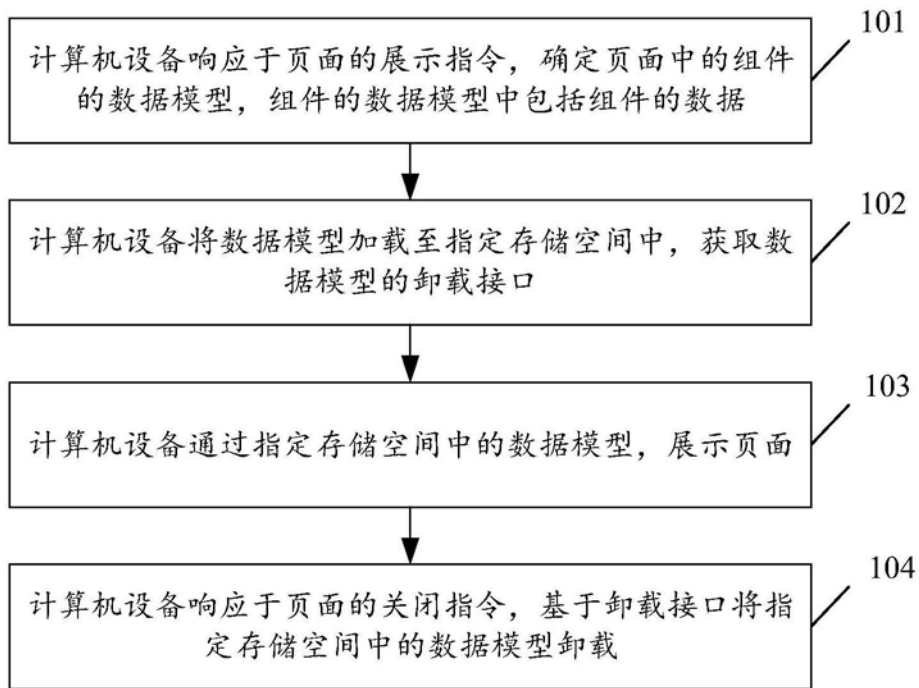 101
计算机设备响应于页面的展示指令，确定页面中的组件
的数据模型，组件的数据模型中包括组件的数据
102
计算机设备将数据模型加载至指定存储空间中，获取数
据模型的卸载接口
103
计算机设备通过指定存储空间中的数据模型，展示页面
104
计算机设备响应于页面的关闭指令，基于卸载接口将指
定存储空间中的数据模型卸载